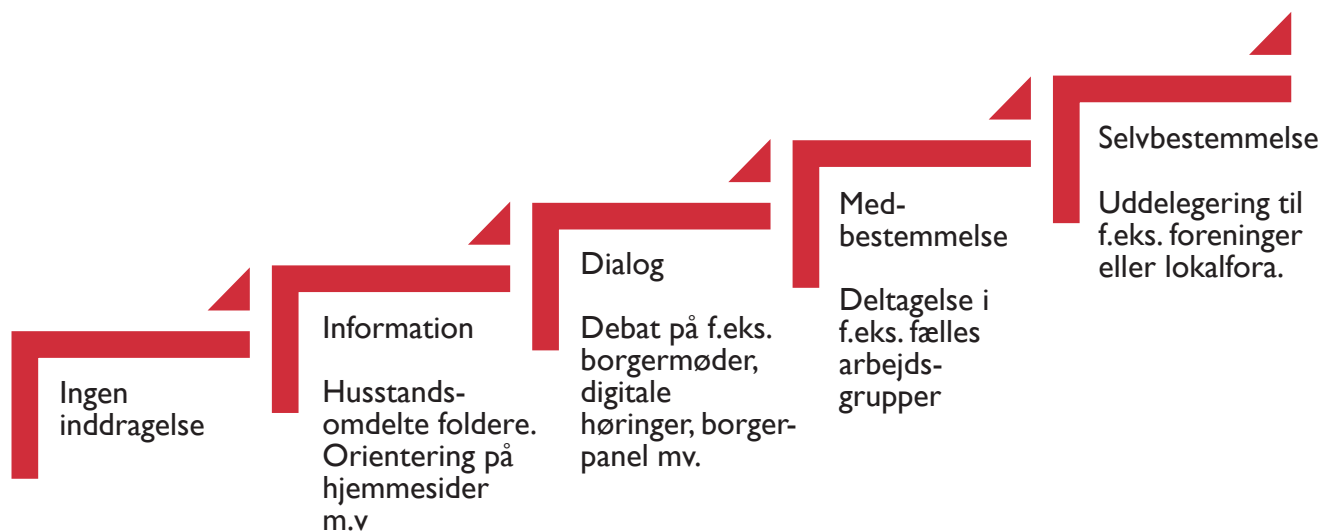 Ingen
inddragelse
Information
Husstands-
omdelte foldere.
Orientering på
hjemmesider
m.v
Dialog
Debat på f.eks.
borgermøder,
digitale
høringer, borger-
panel mv.
Med-
bestemmelse
Deltagelse i
f.eks. fælles
arbejds-
grupper
Selvbestemmelse
Uddelegering til
f.eks. foreninger
eller lokalfora.